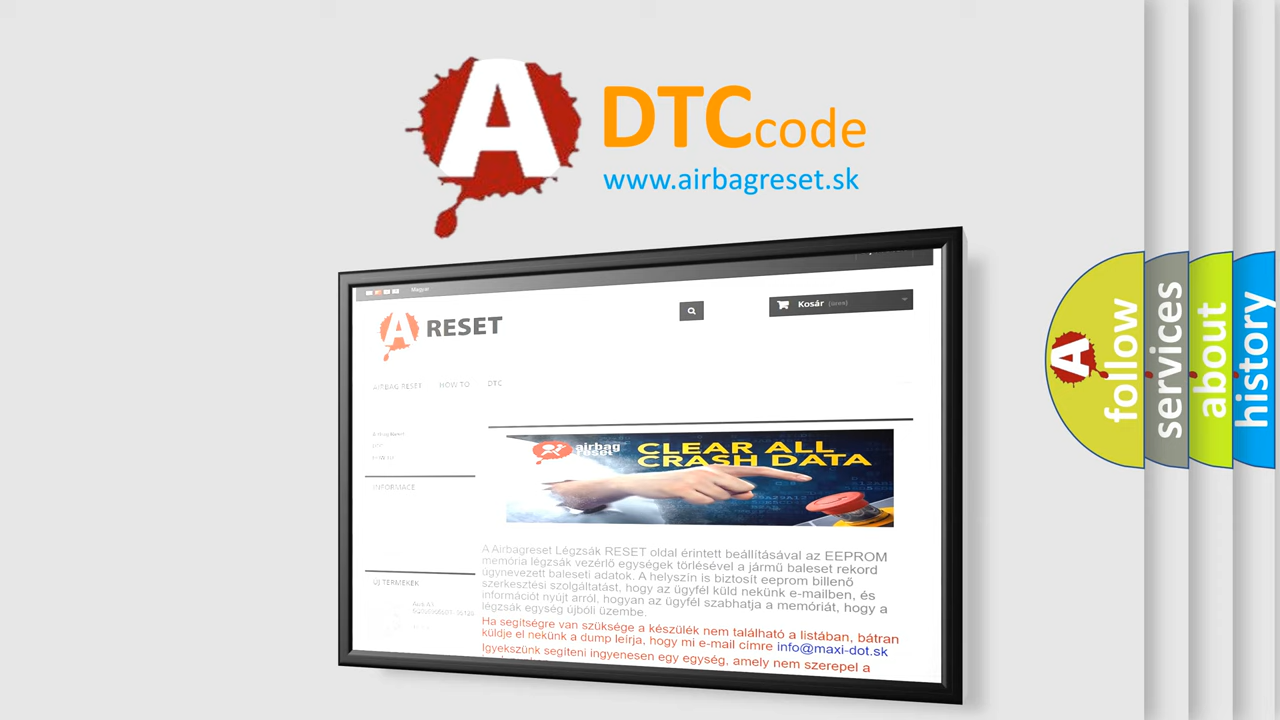 A DTC code
www.airbagreset.sk
Magyar
A RESET
Kosár
AIRBAG RESET HOW TO DTC
airbag
reset
CLEAR ALL
CRASH DATA
INFORMACE
A Airbagreset Légzsák RESET oldal érintett beállításával az EEPROM
memória légzsák vezérlő egységek törlésével a jármű baleset rekord
úgynevezett baleseti adatok. A helyszín is biztosít eeprom billenő
szerkesztési szolgáltatást, hogy az ügyfél küld nekünk e-mailben, és
információt nyújt arról, hogyan az ügyfél szabhatja a memóriát, hogy a
légzsák egység újbóli üzembe.
ÚJ TERMÉKEK
Ha segítségre van szüksége a készülék nem található a listában, bátran
küldje el nekünk a dump leírja, hogy mi e-mail címre info@maxi-dot.sk
Igyekszünk segíteni ingyenesen egy egység, amely nem szerepel a
A
follow
services
about
history